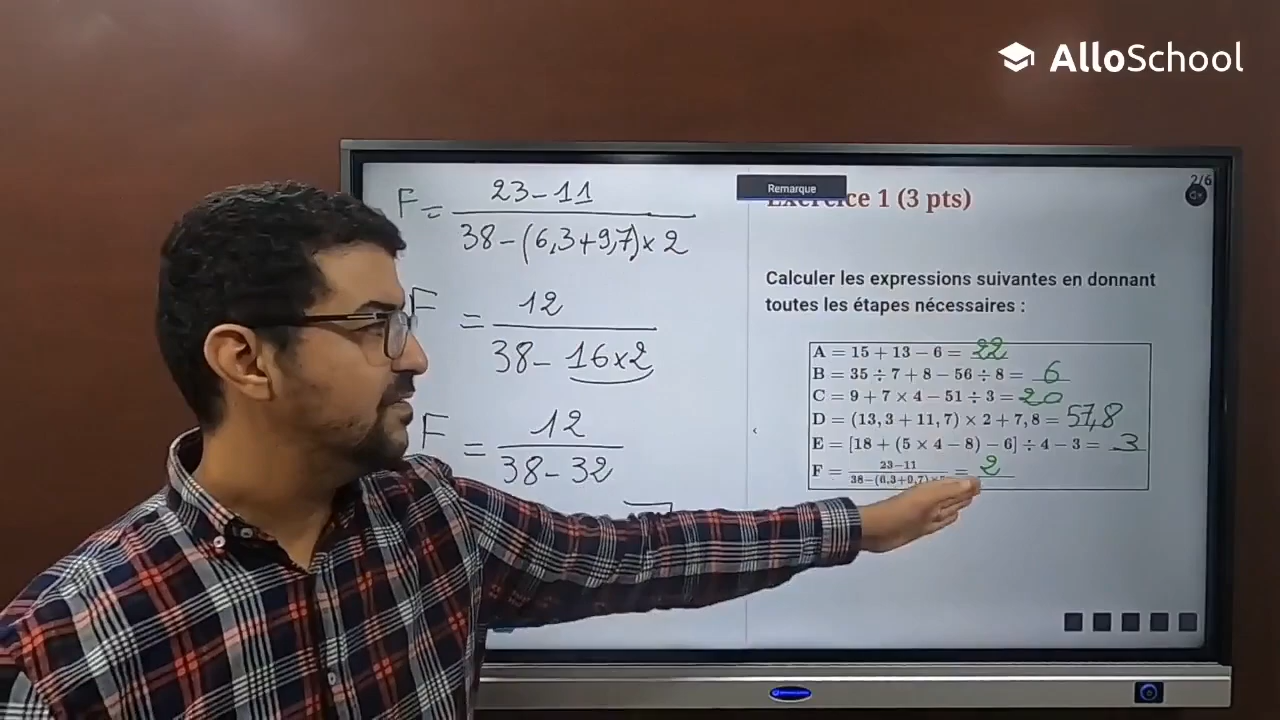 AlloSchool
F = 23-11 / 38-(6,3+9,7)×2
F = 12 / 38-16×2
F = 12 / 38-32
2/6
Remarque
Exercice 1 (3 pts)
Calculer les expressions suivantes en donnant
toutes les étapes nécessaires :
A = 15 + 13 − 6 = 22
B = 35 ÷ 7 + 8 − 56 ÷ 8 = 6
C = 9 + 7 × 4 − 51 ÷ 3 = 20
D = (13,3 + 11,7) × 2 + 7,8 = 57,8
E = [18 + (5 × 4 − 8) − 6] ÷ 4 − 3 = 3
F = 23−11 / 38−(6,3+9,7)× = 2